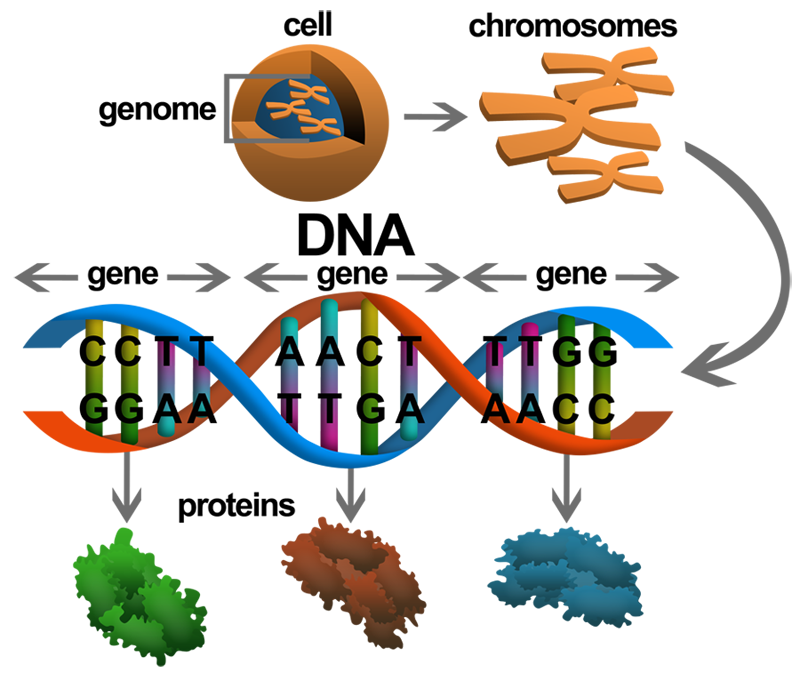 cell
chromosomes
genome
DNA
gene
gene
gene
CCTT
AACT
TTGG
GGAA
TTGA
AACC
proteins